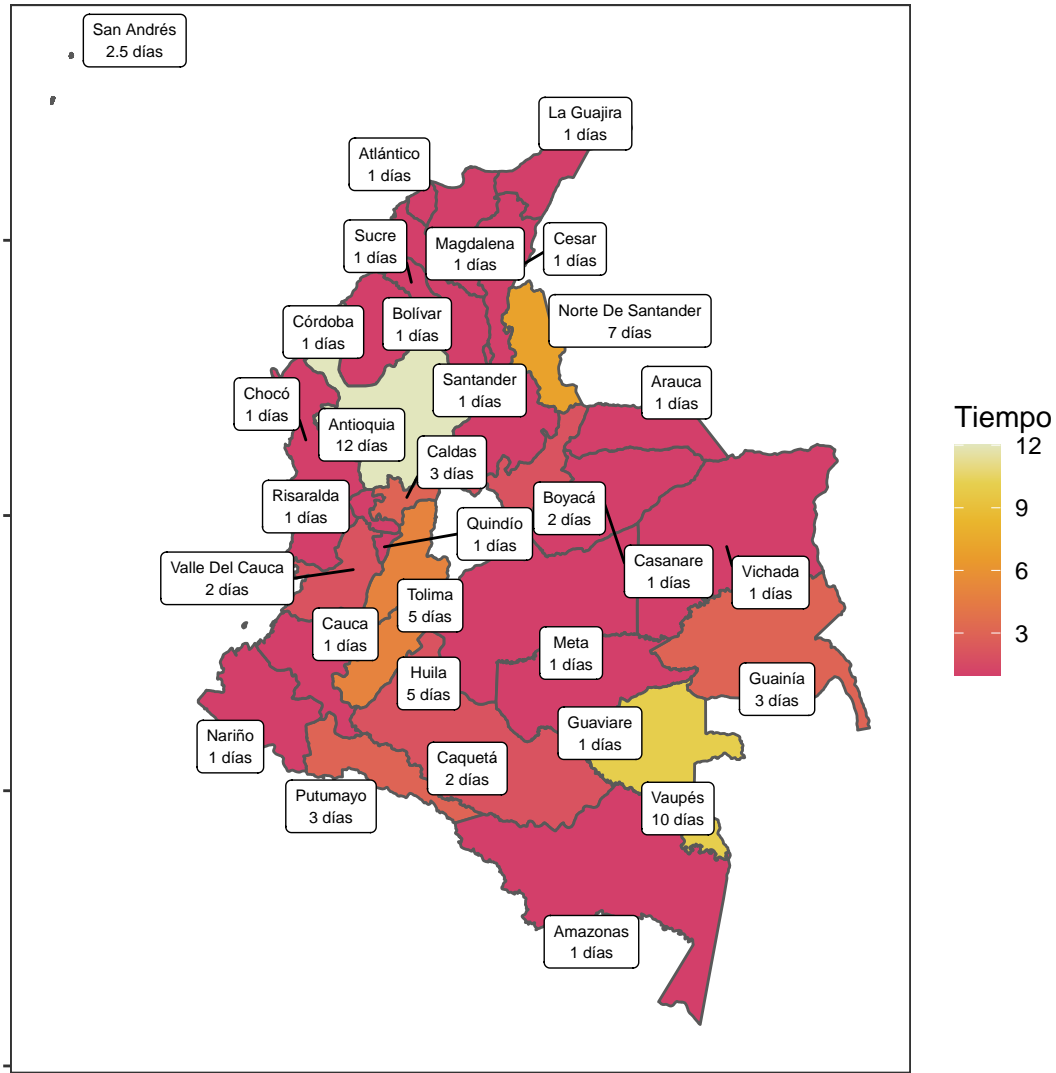 San Andrés
2.5 días
La Guajira
1 días
Atlántico
1 días
Sucre
1 días
Magdalena
1 días
Cesar
1 días
Norte De Santander
7 días
Córdoba
1 días
Bolívar
1 días
Santander
1 días
Arauca
1 días
Chocó
1 días
Antioquia
12 días
Caldas
3 días
Risaralda
1 días
Quindío
1 días
Boyacá
2 días
Valle Del Cauca
2 días
Casanare
1 días
Vichada
1 días
Tolima
5 días
Cauca
1 días
Meta
1 días
Huila
5 días
Guainía
3 días
Nariño
1 días
Guaviare
1 días
Caquetá
2 días
Putumayo
3 días
Vaupés
10 días
Amazonas
1 días
Tiempo
12
9
6
3